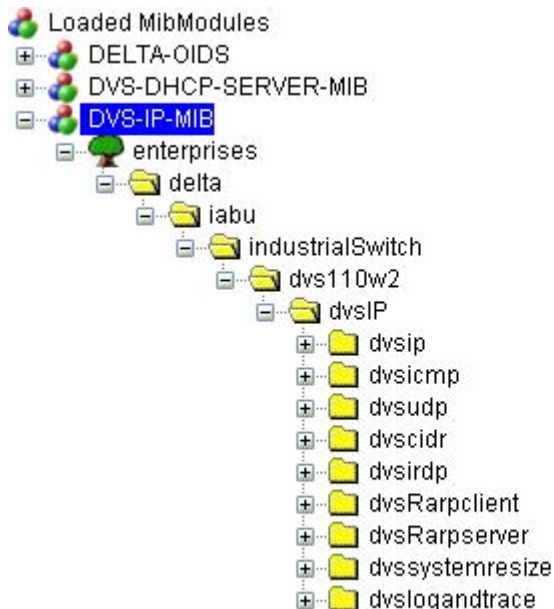 Loaded MibModules
DELTA-OIDS
DVS-DHCP-SERVER-MIB
DVS-IP-MIB
enterprises
delta
iabu
industrialSwitch
dvs110w2
dvsIP
dvsip
dvsicmp
dvsudp
dvscidr
dvsirdp
dvsRarpclient
dvsRarpserver
dvssystemresize
dvslogandtrace